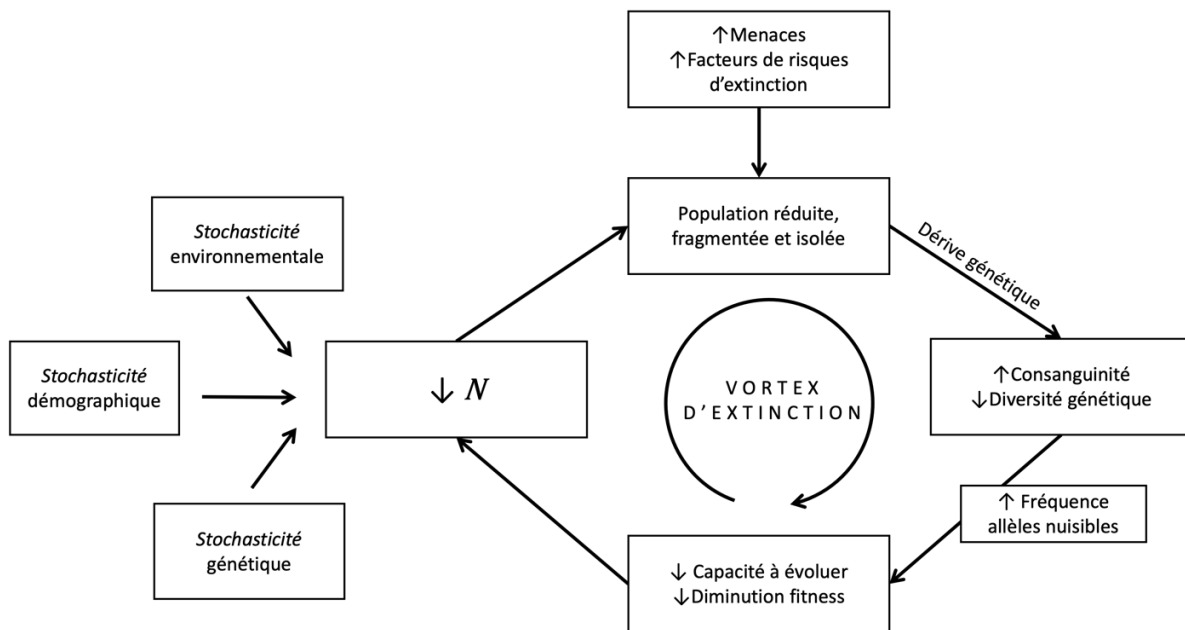 ↑Menaces
↑Facteurs de risques
d’extinction
Population réduite,
fragmentée et isolée
Dérive génétique
Stochasticité
environnementale
Stochasticité
démographique
Stochasticité
génétique
↓ N
VORTEX
D’EXTINCTION
↑Consanguinité
↓Diversité génétique
↑ Fréquence
allèles nuisibles
↓ Capacité à évoluer
↓Diminution fitness